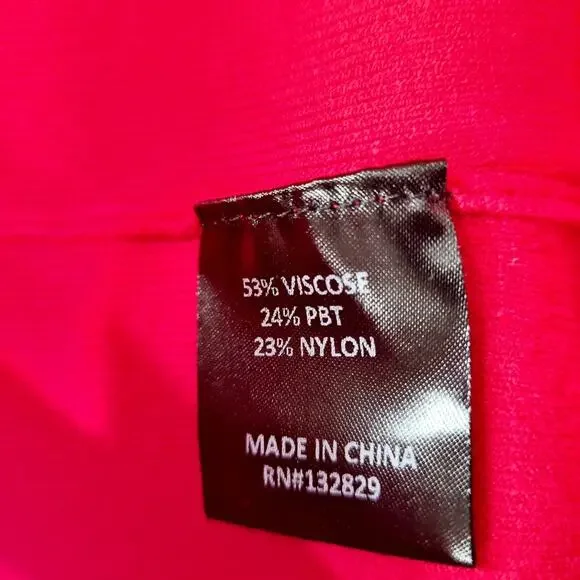 53% VISCOSE
24% PBT
23% NYLON
MADE IN CHINA
RN#132829